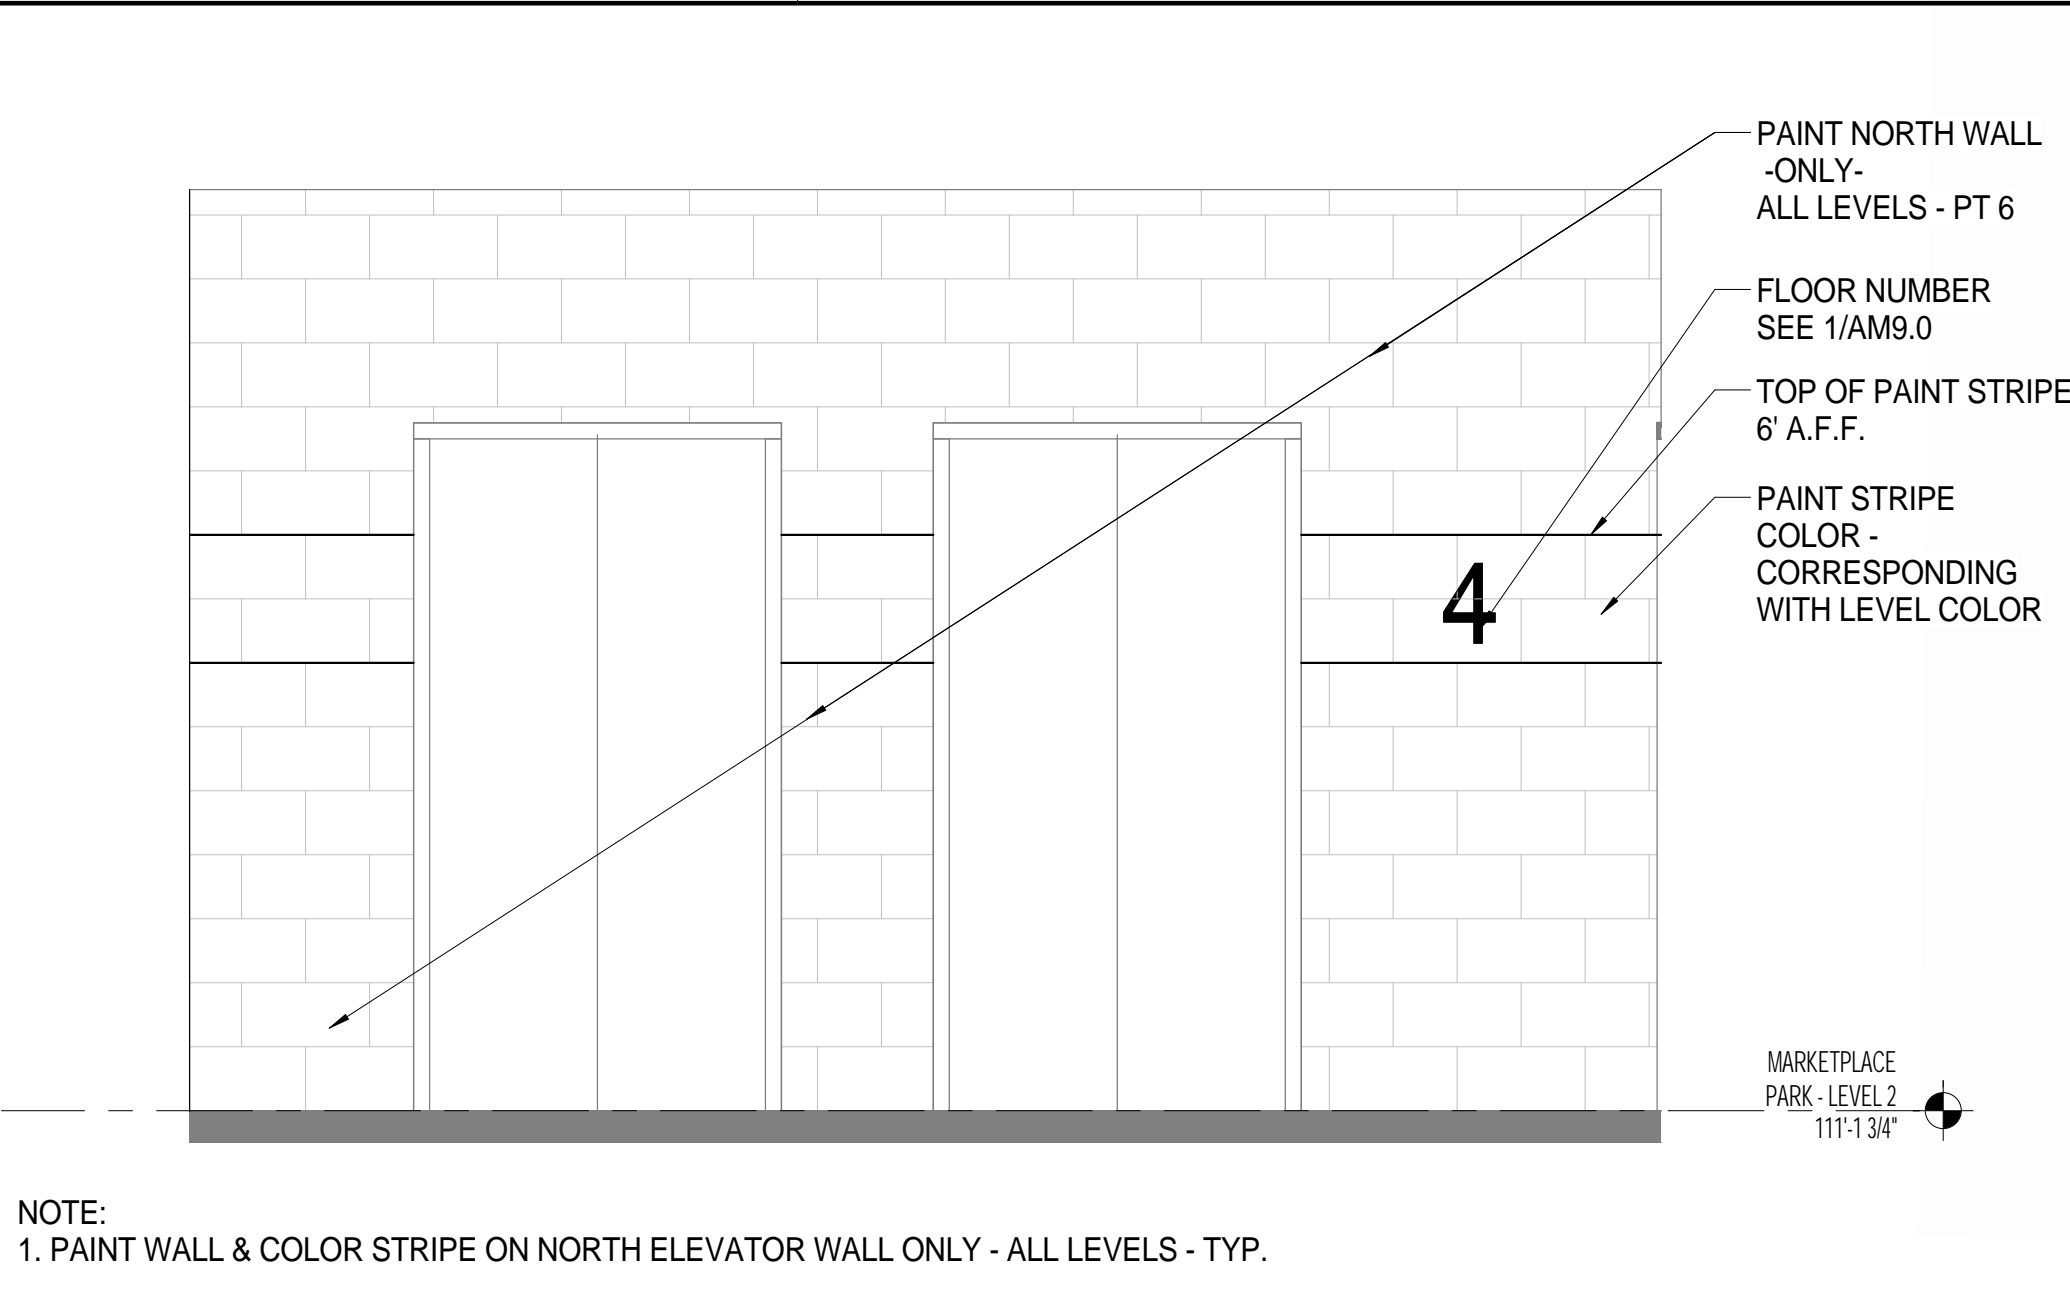 PAINT NORTH WALL
-ONLY-
ALL LEVELS - PT 6
FLOOR NUMBER
SEE 1/AM9.0
TOP OF PAINT STRIPE
6' A.F.F.
PAINT STRIPE
COLOR -
CORRESPONDING
WITH LEVEL COLOR
4
MARKETPLACE
PARK - LEVEL 2
111'-1 3/4"
NOTE:
1. PAINT WALL & COLOR STRIPE ON NORTH ELEVATOR WALL ONLY - ALL LEVELS - TYP.